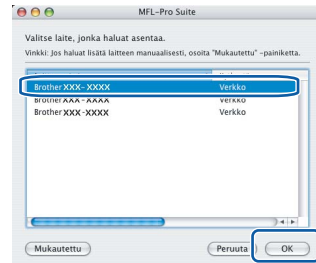 MFL-Pro Suite
Valitse laite, jonka haluat asentaa.
Vinkki: Jos haluat lisätä laitteen manuaalisesti, osoita "Mukautettu" -painiketta.
Brother XXX-XXXX Verkko
Brother XXX-XXXX Verkko
Brother XXX-XXXX Verkko
Mukautettu Peruuta OK